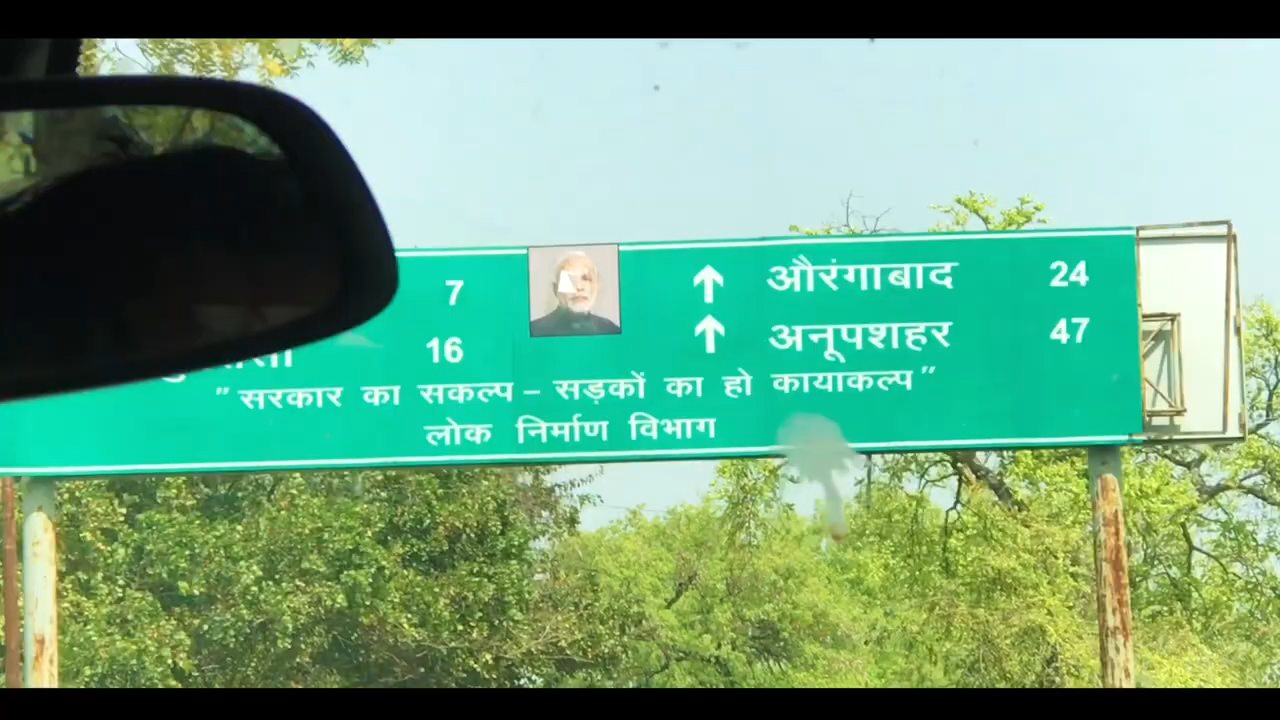 7 ↑ औरंगाबाद 24
16 ↑ अनूपशहर 47
"सरकार का सकल्प – सड़कों का हो कायाकल्प"
लोक निर्माण विभाग